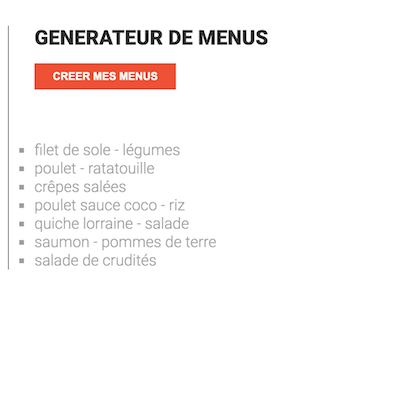 GENERATEUR DE MENUS
CREER MES MENUS
filet de sole - légumes
poulet - ratatouille
crêpes salées
poulet sauce coco - riz
quiche lorraine - salade
saumon - pommes de terre
salade de crudités